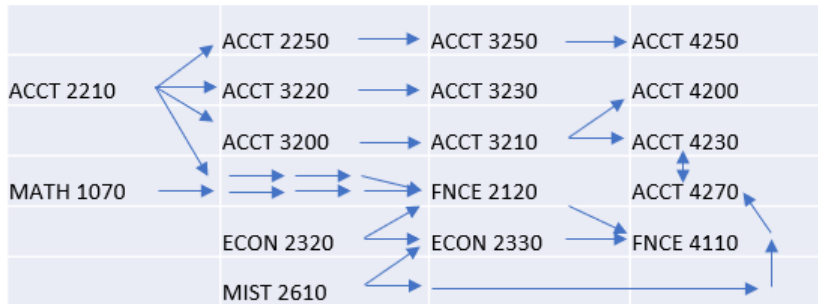 ACCT 2250 ACCT 3250 ACCT 4250
ACCT 2210 ACCT 3220 ACCT 3230 ACCT 4200
ACCT 3200 ACCT 3210 ACCT 4230
MATH 1070 FNCE 2120 ACCT 4270
ECON 2320 ECON 2330 FNCE 4110
MIST 2610